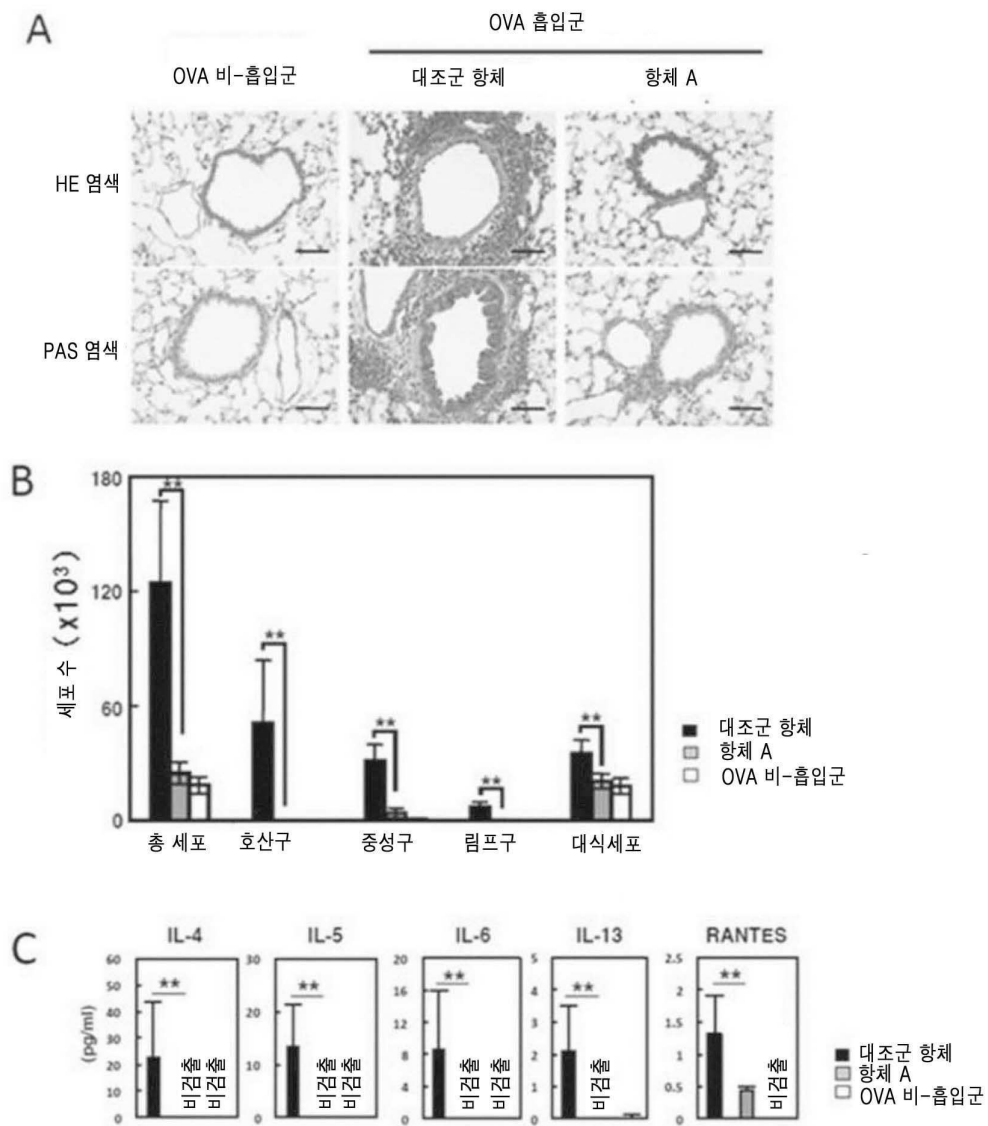 A
OVA 흡입군
OVA 비-흡입군
대조군 항체
항체 A
HE 염색
PAS 염색
B
세포 수 (x10³)
180
120
60
0
**
**
**
**
**
총 세포
호산구
중성구
림프구
대식세포
대조군 항체
항체 A
OVA 비-흡입군
C
(pg/ml)
IL-4
60
50
40
30
20
10
0
**
비검출
비검출
IL-5
30
20
10
0
**
비검출
비검출
IL-6
20
16
12
8
4
0
**
비검출
비검출
IL-13
5
4
3
2
1
0
**
비검출
RANTES
2.5
2
1.5
1
0.5
0
**
비검출
대조군 항체
항체 A
OVA 비-흡입군